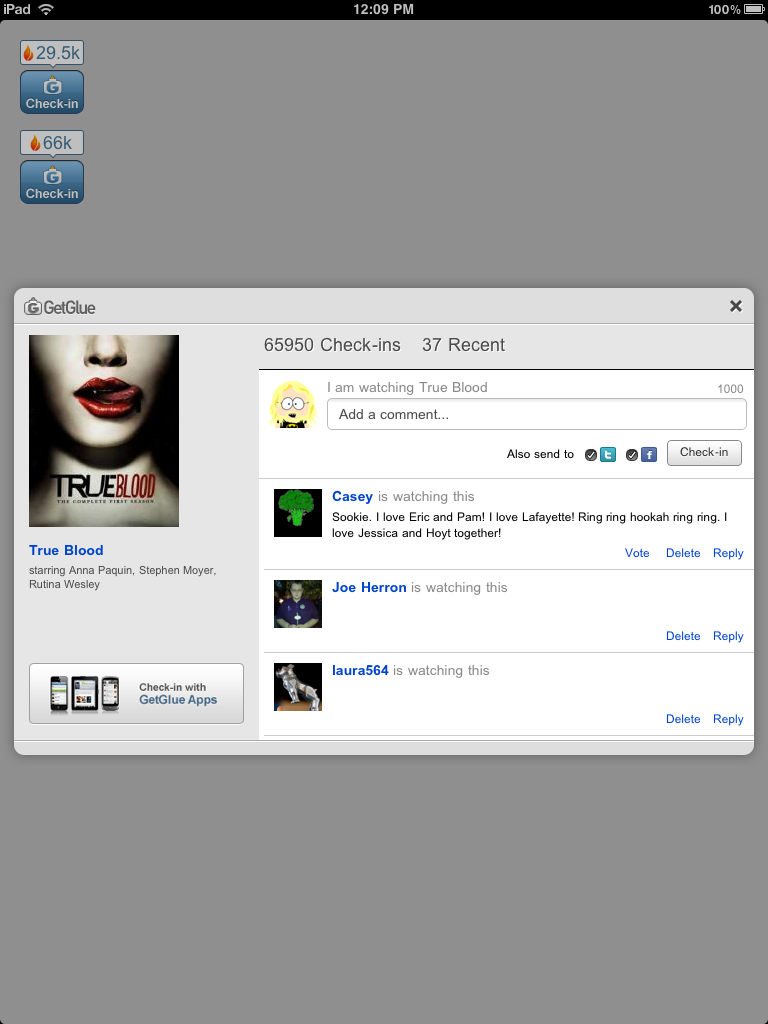 iPad 12:09 PM 100%
29.5k
Check-in
66k
Check-in
GetGlue
65950 Check-ins 37 Recent
I am watching True Blood 1000
Add a comment...
Also send to Check-in
TRUEBLOOD
THE COMPLETE FIRST SEASON
True Blood
starring Anna Paquin, Stephen Moyer,
Rutina Wesley
Check-in with
GetGlue Apps
Casey is watching this
Sookie. I love Eric and Pam! I love Lafayette! Ring ring hookah ring ring. I
love Jessica and Hoyt together!
Vote Delete Reply
Joe Herron is watching this
Delete Reply
laura564 is watching this
Delete Reply